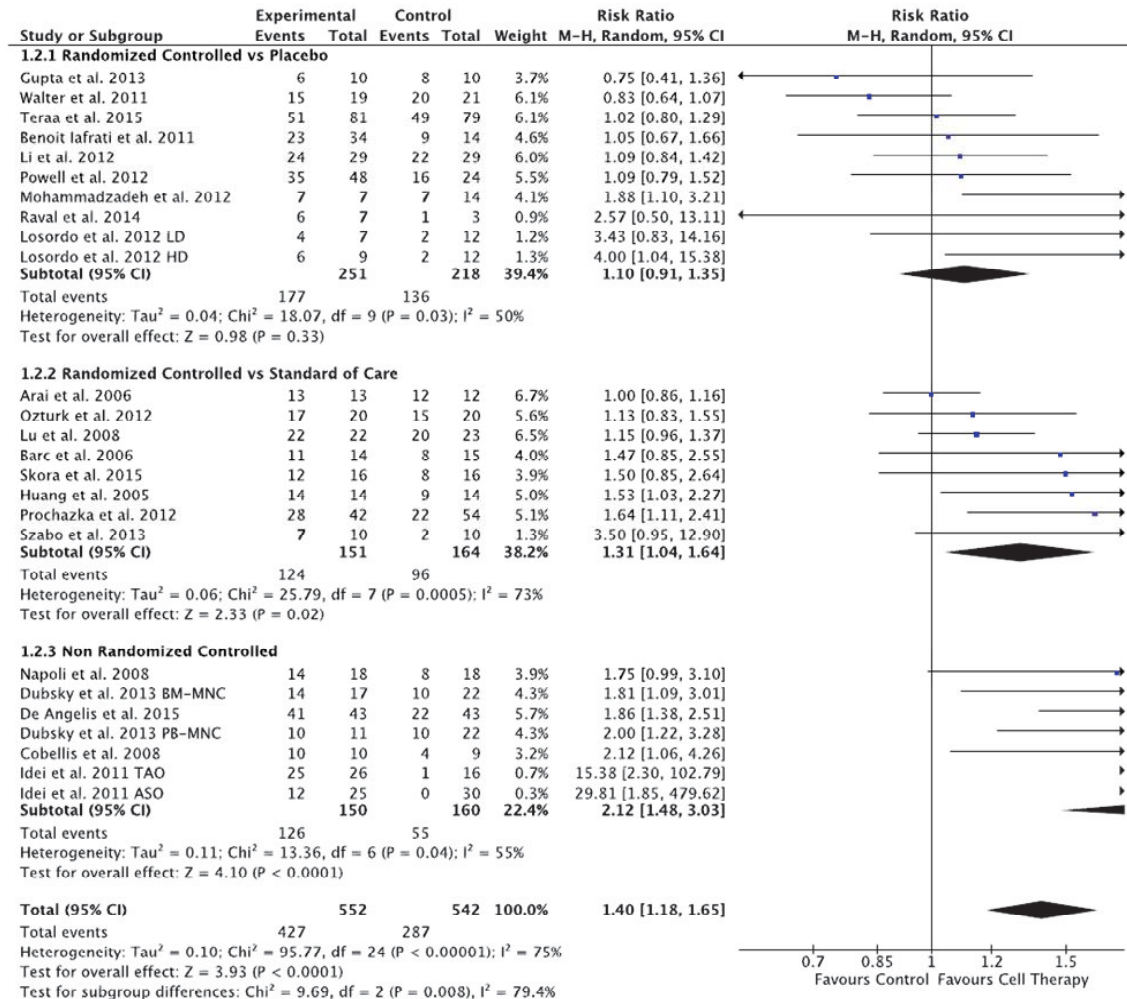 Experimental Control Risk Ratio Risk Ratio
Study or Subgroup Events Total Events Total Weight M-H, Random, 95% CI M-H, Random, 95% CI
1.2.1 Randomized Controlled vs Placebo
Gupta et al. 2013 6 10 8 10 3.7% 0.75 [0.41, 1.36]
Walter et al. 2011 15 19 20 21 6.1% 0.83 [0.64, 1.07]
Teraa et al. 2015 51 81 49 79 6.1% 1.02 [0.80, 1.29]
Benoit Iafrati et al. 2011 23 34 9 14 4.6% 1.05 [0.67, 1.66]
Li et al. 2012 24 29 22 29 6.0% 1.09 [0.84, 1.42]
Powell et al. 2012 35 48 16 24 5.5% 1.09 [0.79, 1.52]
Mohammadzadeh et al. 2012 7 7 7 14 4.1% 1.88 [1.10, 3.21]
Raval et al. 2014 6 7 1 3 0.9% 2.57 [0.50, 13.11]
Losordo et al. 2012 LD 4 7 2 12 1.2% 3.43 [0.83, 14.16]
Losordo et al. 2012 HD 6 9 2 12 1.3% 4.00 [1.04, 15.38]
Subtotal (95% CI) 251 218 39.4% 1.10 [0.91, 1.35]
Total events 177 136
Heterogeneity: Tau² = 0.04; Chi² = 18.07, df = 9 (P = 0.03); I² = 50%
Test for overall effect: Z = 0.98 (P = 0.33)
1.2.2 Randomized Controlled vs Standard of Care
Arai et al. 2006 13 13 12 12 6.7% 1.00 [0.86, 1.16]
Ozturk et al. 2012 17 20 15 20 5.6% 1.13 [0.83, 1.55]
Lu et al. 2008 22 22 20 23 6.5% 1.15 [0.96, 1.37]
Barc et al. 2006 11 14 8 15 4.0% 1.47 [0.85, 2.55]
Skora et al. 2015 12 16 8 16 3.9% 1.50 [0.85, 2.64]
Huang et al. 2005 14 14 9 14 5.0% 1.53 [1.03, 2.27]
Prochazka et al. 2012 28 42 22 54 5.1% 1.64 [1.11, 2.41]
Szabo et al. 2013 7 10 2 10 1.3% 3.50 [0.95, 12.90]
Subtotal (95% CI) 151 164 38.2% 1.31 [1.04, 1.64]
Total events 124 96
Heterogeneity: Tau² = 0.06; Chi² = 25.79, df = 7 (P = 0.0005); I² = 73%
Test for overall effect: Z = 2.33 (P = 0.02)
1.2.3 Non Randomized Controlled
Napoli et al. 2008 14 18 8 18 3.9% 1.75 [0.99, 3.10]
Dubsky et al. 2013 BM-MNC 14 17 10 22 4.3% 1.81 [1.09, 3.01]
De Angelis et al. 2015 41 43 22 43 5.7% 1.86 [1.38, 2.51]
Dubsky et al. 2013 PB-MNC 10 11 10 22 4.4% 2.00 [1.22, 3.28]
Cobellis et al. 2008 10 10 4 9 3.2% 2.12 [1.06, 4.26]
Idei et al. 2011 TAO 25 26 1 16 0.7% 15.38 [2.30, 102.79]
Idei et al. 2011 ASO 12 25 0 30 0.3% 29.81 [1.85, 479.62]
Subtotal (95% CI) 150 160 22.4% 2.12 [1.48, 3.03]
Total events 126 55
Heterogeneity: Tau² = 0.11; Chi² = 13.36, df = 6 (P = 0.04); I² = 55%
Test for overall effect: Z = 4.10 (P < 0.0001)
Total (95% CI) 552 542 100.0% 1.40 [1.18, 1.65]
Total events 427 287
Heterogeneity: Tau² = 0.10; Chi² = 95.77, df = 24 (P < 0.00001); I² = 75%
Test for overall effect: Z = 3.93 (P < 0.0001)
Test for subgroup differences: Chi² = 9.69, df = 2 (P = 0.008), I² = 79.4%
0.7 0.85 1 1.2 1.5
Favours Control Favours Cell Therapy